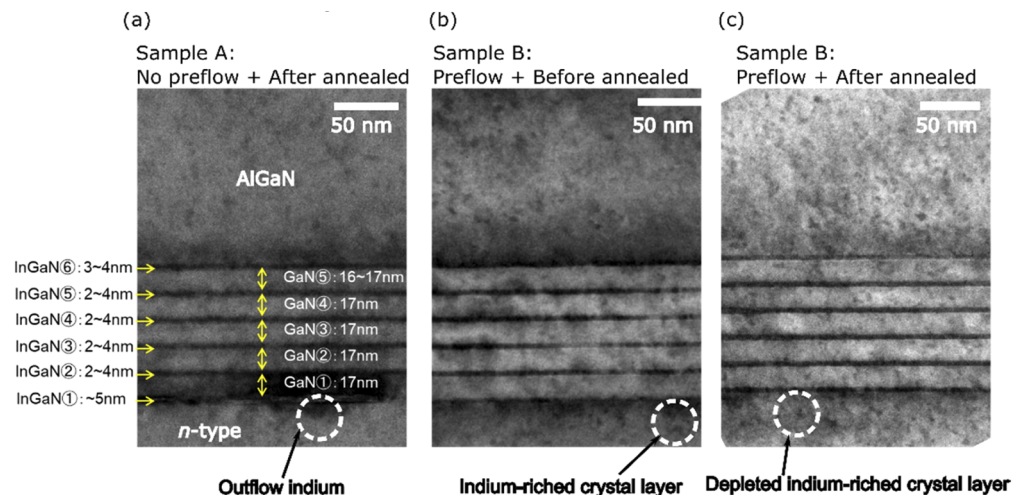 (a)
Sample A:
No preflow + After annealed
50 nm
AlGaN
InGaN⑥: 3~4nm
GaN⑤: 16~17nm
InGaN⑤: 2~4nm
GaN④: 17nm
InGaN④: 2~4nm
GaN③: 17nm
InGaN③: 2~4nm
GaN②: 17nm
InGaN②: 2~4nm
GaN①: 17nm
InGaN①: ~5nm
n-type
Outflow indium
(b)
Sample B:
Preflow + Before annealed
50 nm
Indium-riched crystal layer
(c)
Sample B:
Preflow + After annealed
50 nm
Depleted indium-riched crystal layer